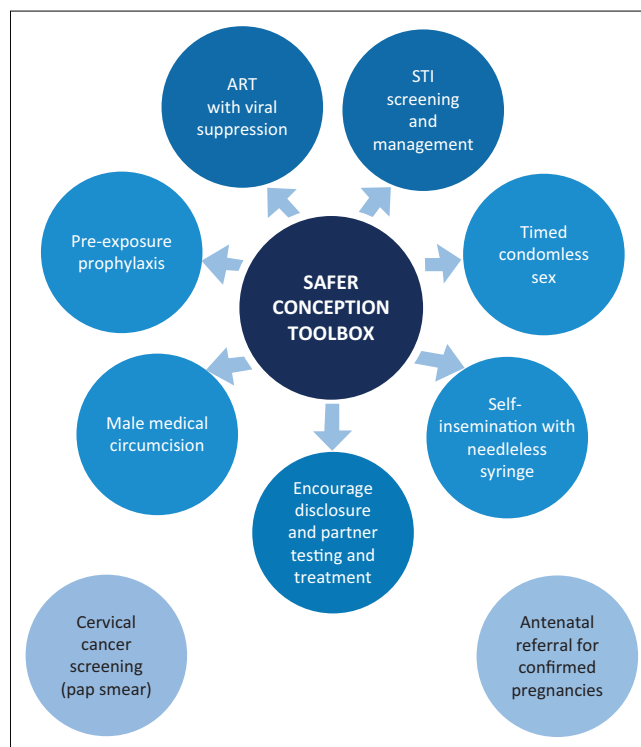 ART
with viral
suppression
STI
screening
and
management
Pre-exposure
prophylaxis
Timed
condomless
sex
SAFER
CONCEPTION
TOOLBOX
Male medical
circumcision
Self-
insemination with
needleless
syringe
Encourage
disclosure
and partner
testing and
treatment
Cervical
cancer
screening
(pap smear)
Antenatal
referral for
confirmed
pregnancies